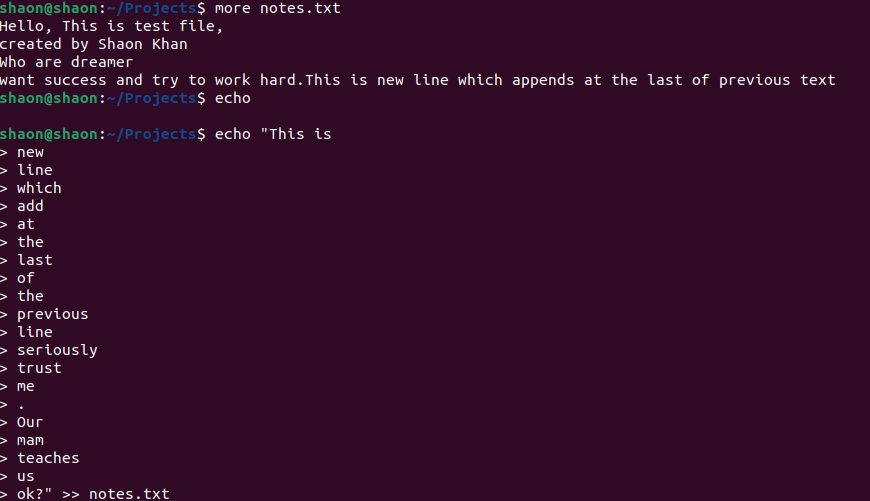 shaon@shaon:~/Projects$ more notes.txt
Hello, This is test file,
created by Shaon Khan
Who are dreamer
want success and try to work hard.This is new line which appends at the last of previous text
shaon@shaon:~/Projects$ echo

shaon@shaon:~/Projects$ echo "This is
> new
> line
> which
> add
> at
> the
> last
> of
> the
> previous
> line
> seriously
> trust
> me
> .
> Our
> mam
> teaches
> us
> ok?" >> notes.txt